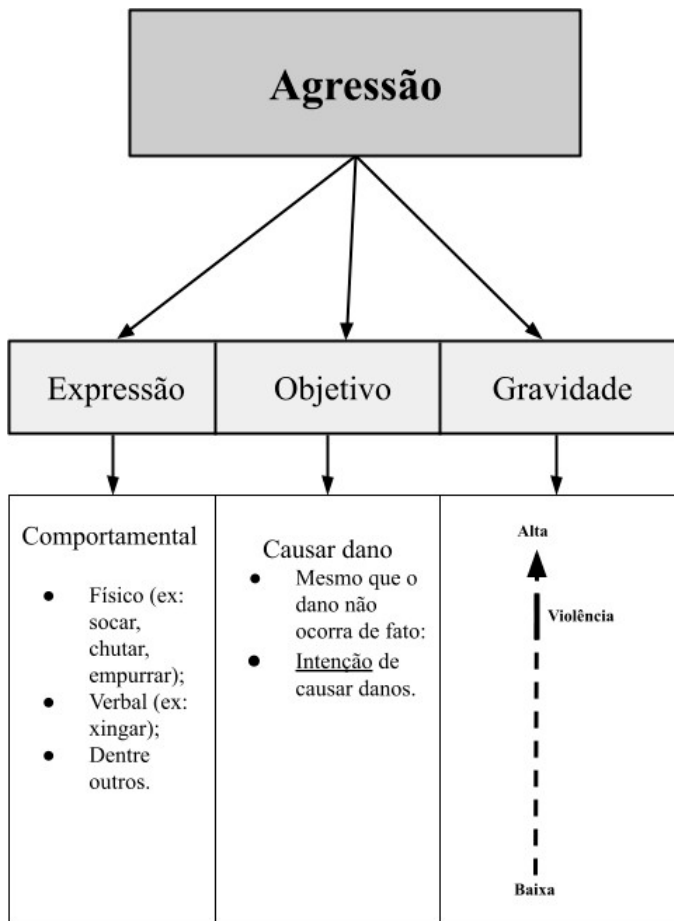 Agressão
Expressão
Objetivo
Gravidade
Comportamental
● Físico (ex:
socar,
chutar,
empurrar);
● Verbal (ex:
xingar);
● Dentre
outros.
Causar dano
● Mesmo que o
dano não
ocorra de fato:
● Intenção de
causar danos.
Alta
Violência
Baixa